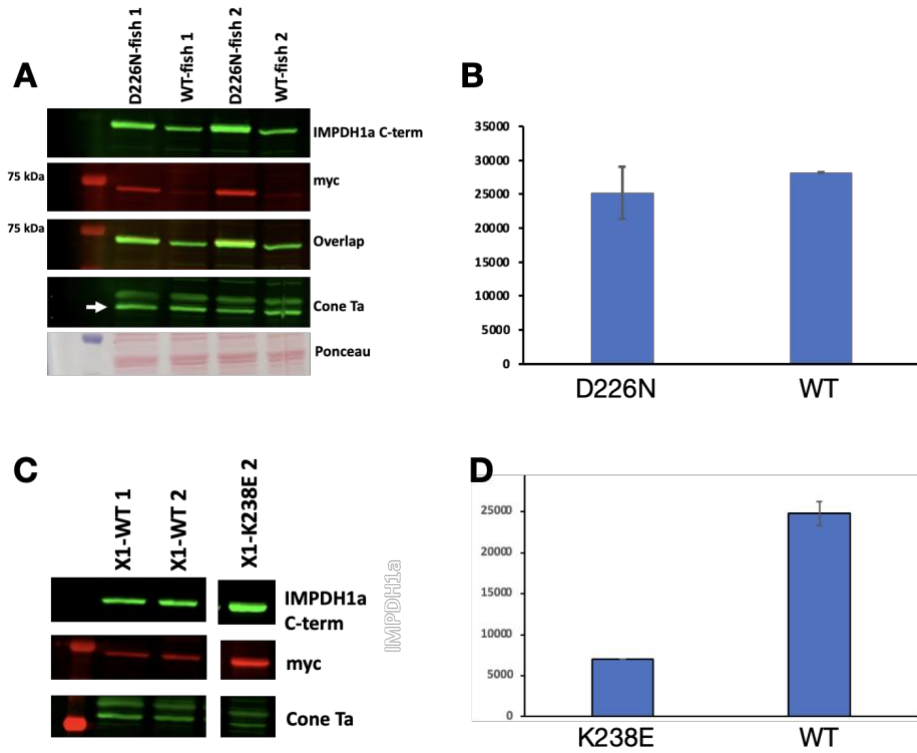 A
D226N-fish 1
WT-fish 1
D226N-fish 2
WT-fish 2
IMPDH1a C-term
75 kDa
myc
75 kDa
Overlap
Cone Ta
Ponceau
B
35000
30000
25000
20000
15000
10000
5000
0
D226N
WT
C
X1-WT 1
X1-WT 2
X1-K238E 2
IMPDH1a
C-term
myc
Cone Ta
IMPDH1a
D
25000
20000
10000
10000
5000
0
K238E
WT